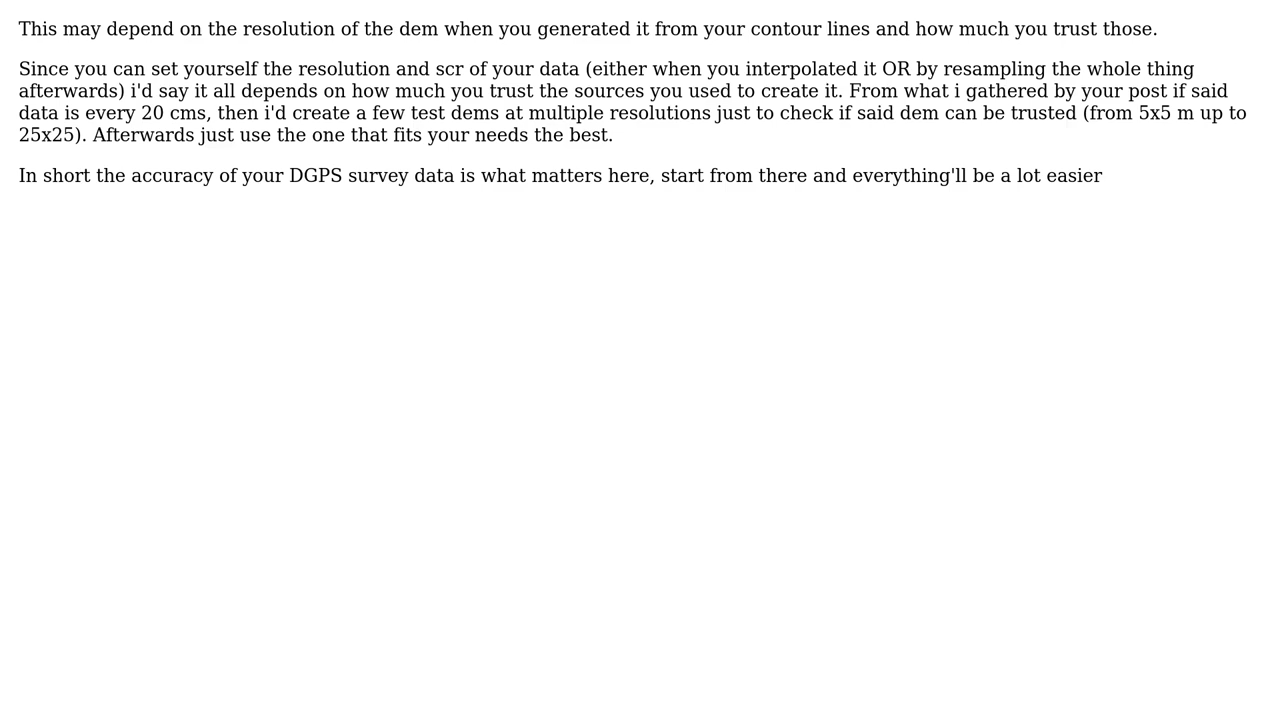 This may depend on the resolution of the dem when you generated it from your contour lines and how much you trust those.
Since you can set yourself the resolution and scr of your data (either when you interpolated it OR by resampling the whole thing
afterwards) i'd say it all depends on how much you trust the sources you used to create it. From what i gathered by your post if said
data is every 20 cms, then i'd create a few test dems at multiple resolutions just to check if said dem can be trusted (from 5x5 m up to
25x25). Afterwards just use the one that fits your needs the best.
In short the accuracy of your DGPS survey data is what matters here, start from there and everything'll be a lot easier